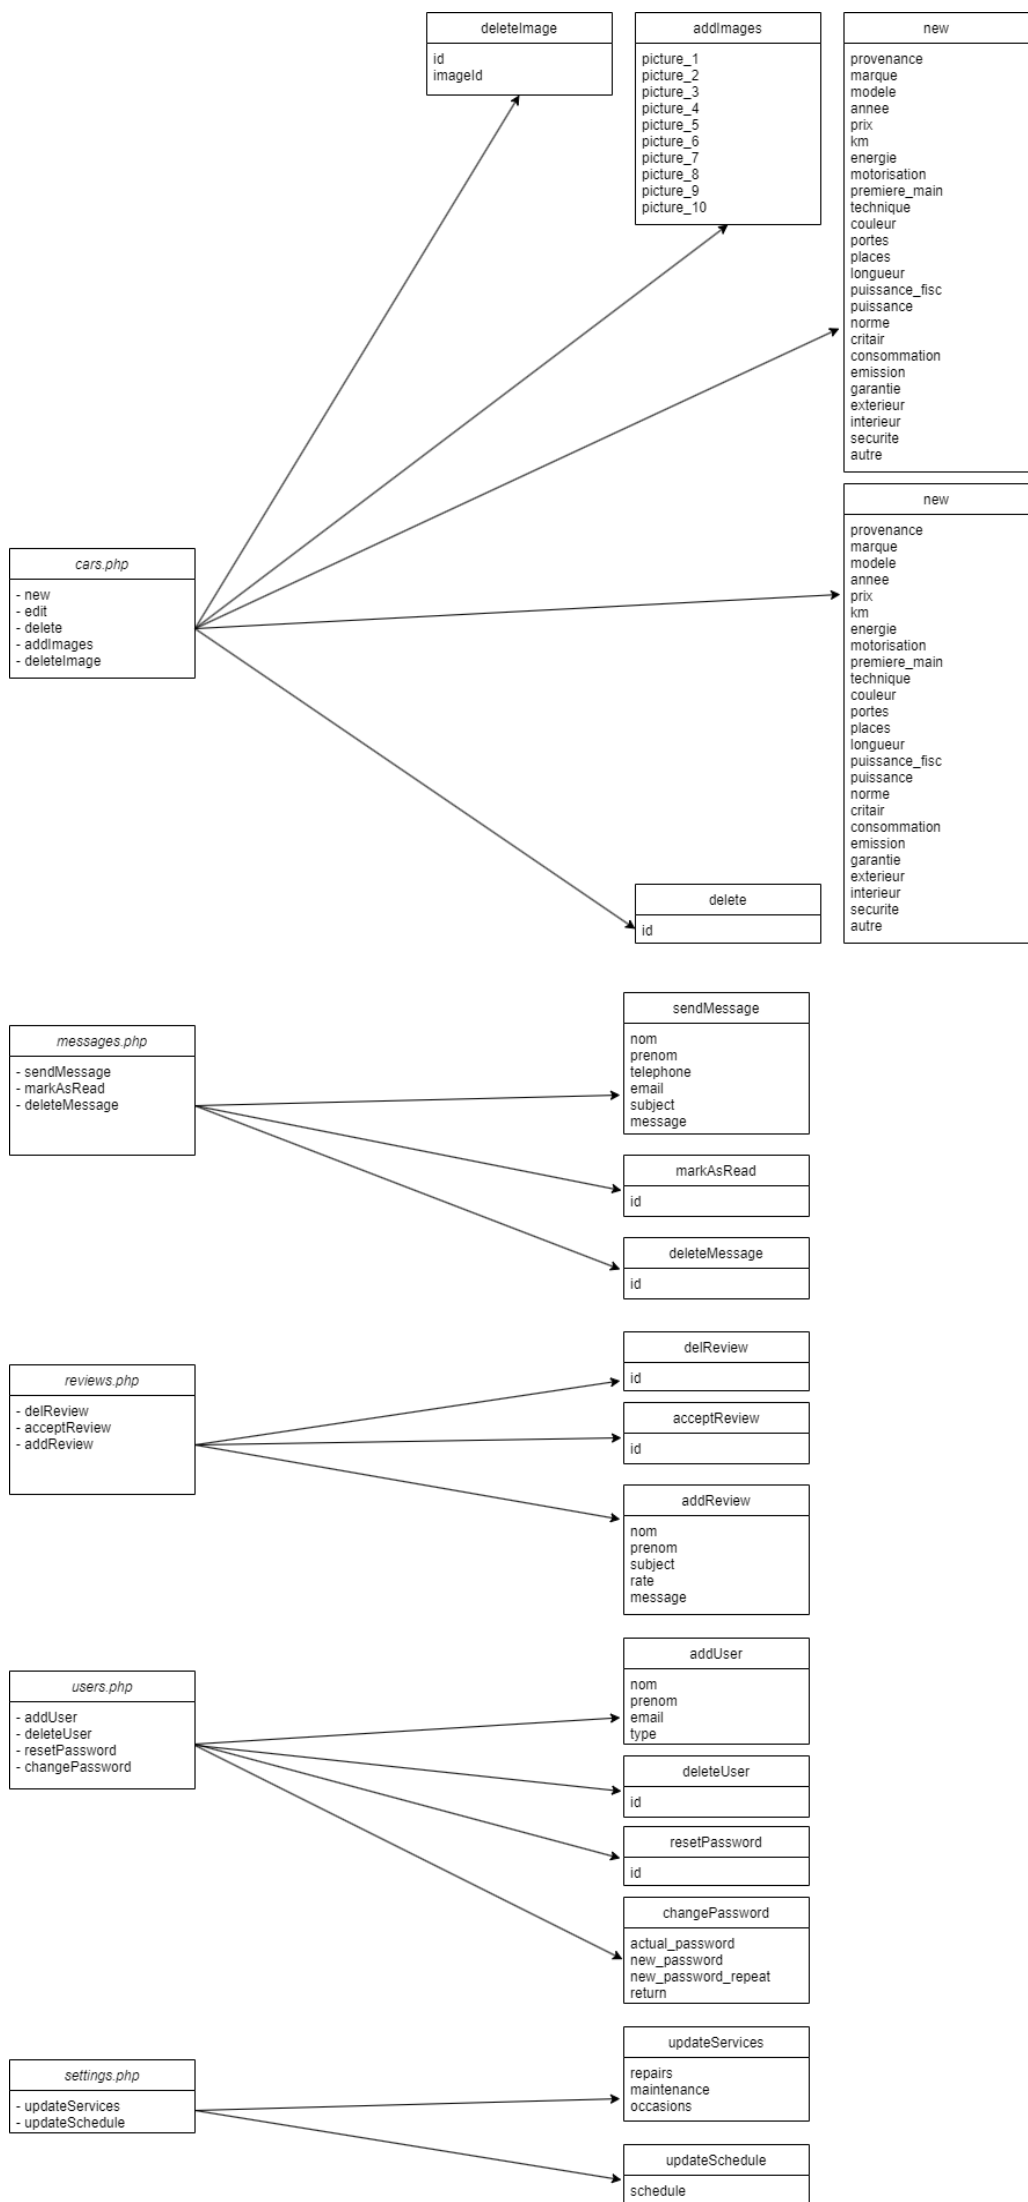 deleteImage
id
imageId
addImages
picture_1
picture_2
picture_3
picture_4
picture_5
picture_6
picture_7
picture_8
picture_9
picture_10
new
provenance
marque
modele
annee
prix
km
energie
motorisation
premiere_main
technique
couleur
portes
places
longueur
puissance_fisc
puissance
norme
critair
consommation
emission
garantie
exterieur
interieur
securite
autre
cars.php
- new
- edit
- delete
- addImages
- deleteImage
new
provenance
marque
modele
annee
prix
km
energie
motorisation
premiere_main
technique
couleur
portes
places
longueur
puissance_fisc
puissance
norme
critair
consommation
emission
garantie
exterieur
interieur
securite
autre
delete
id
messages.php
- sendMessage
- markAsRead
- deleteMessage
sendMessage
nom
prenom
telephone
email
subject
message
markAsRead
id
deleteMessage
id
reviews.php
- delReview
- acceptReview
- addReview
delReview
id
acceptReview
id
addReview
nom
prenom
subject
rate
message
users.php
- addUser
- deleteUser
- resetPassword
- changePassword
addUser
nom
prenom
email
type
deleteUser
id
resetPassword
id
changePassword
actual_password
new_password
new_password_repeat
return
settings.php
- updateServices
- updateSchedule
updateServices
repairs
maintenance
occasions
updateSchedule
schedule